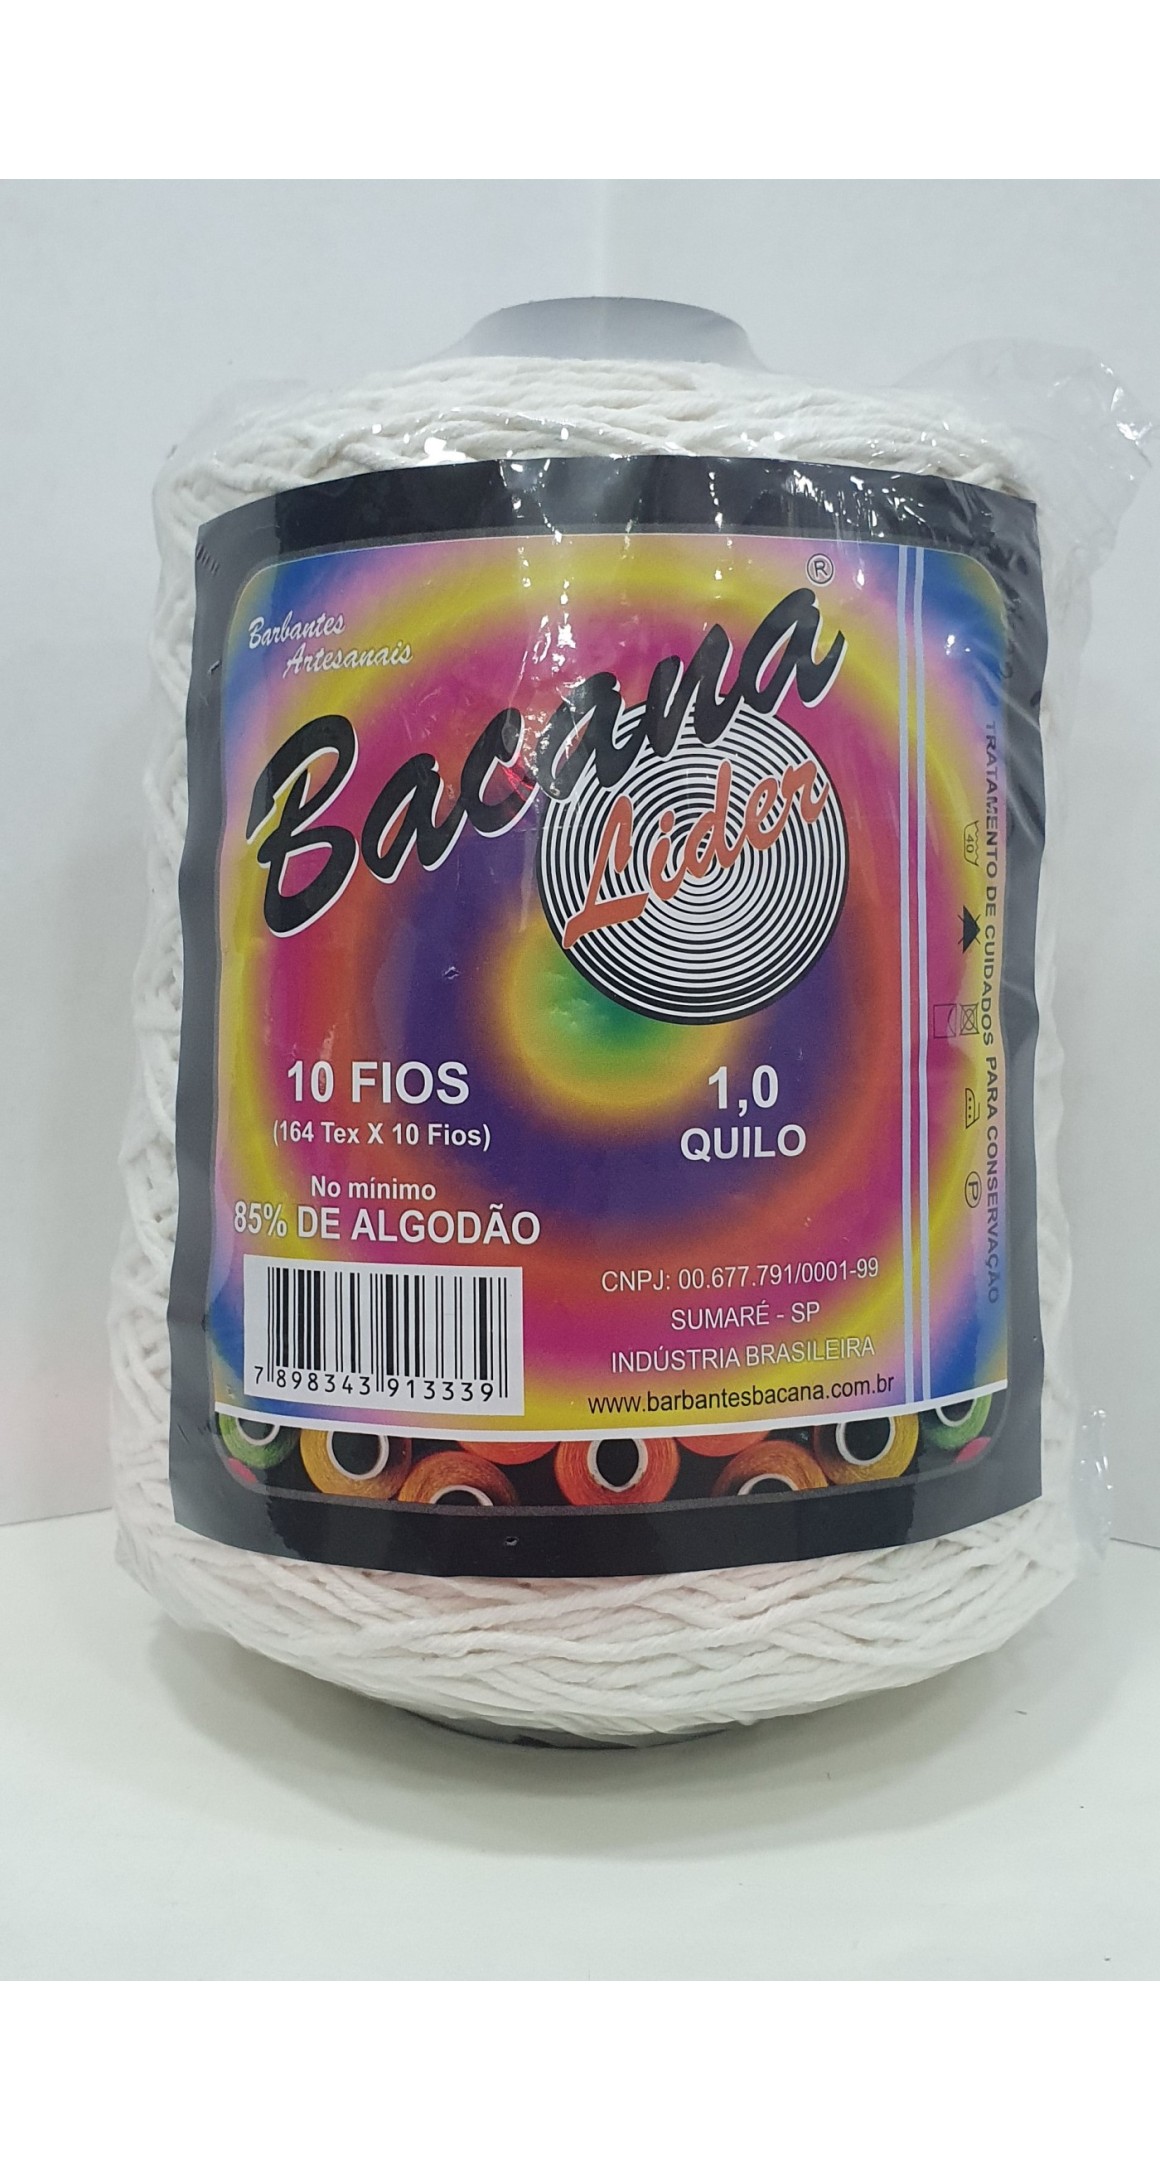 Barbantes
Artesanais
Bacana®
Lider
10 FIOS
(164 Tex X 10 Fios)
No mínimo
85% DE ALGODÃO
1,0
QUILO
7 898343 913339
CNPJ: 00.677.791/0001-99
SUMARÉ - SP
INDÚSTRIA BRASILEIRA
www.barbantesbacana.com.br
TRATAMENTO DE CUIDADOS PARA CONSERVAÇÃO
40
P